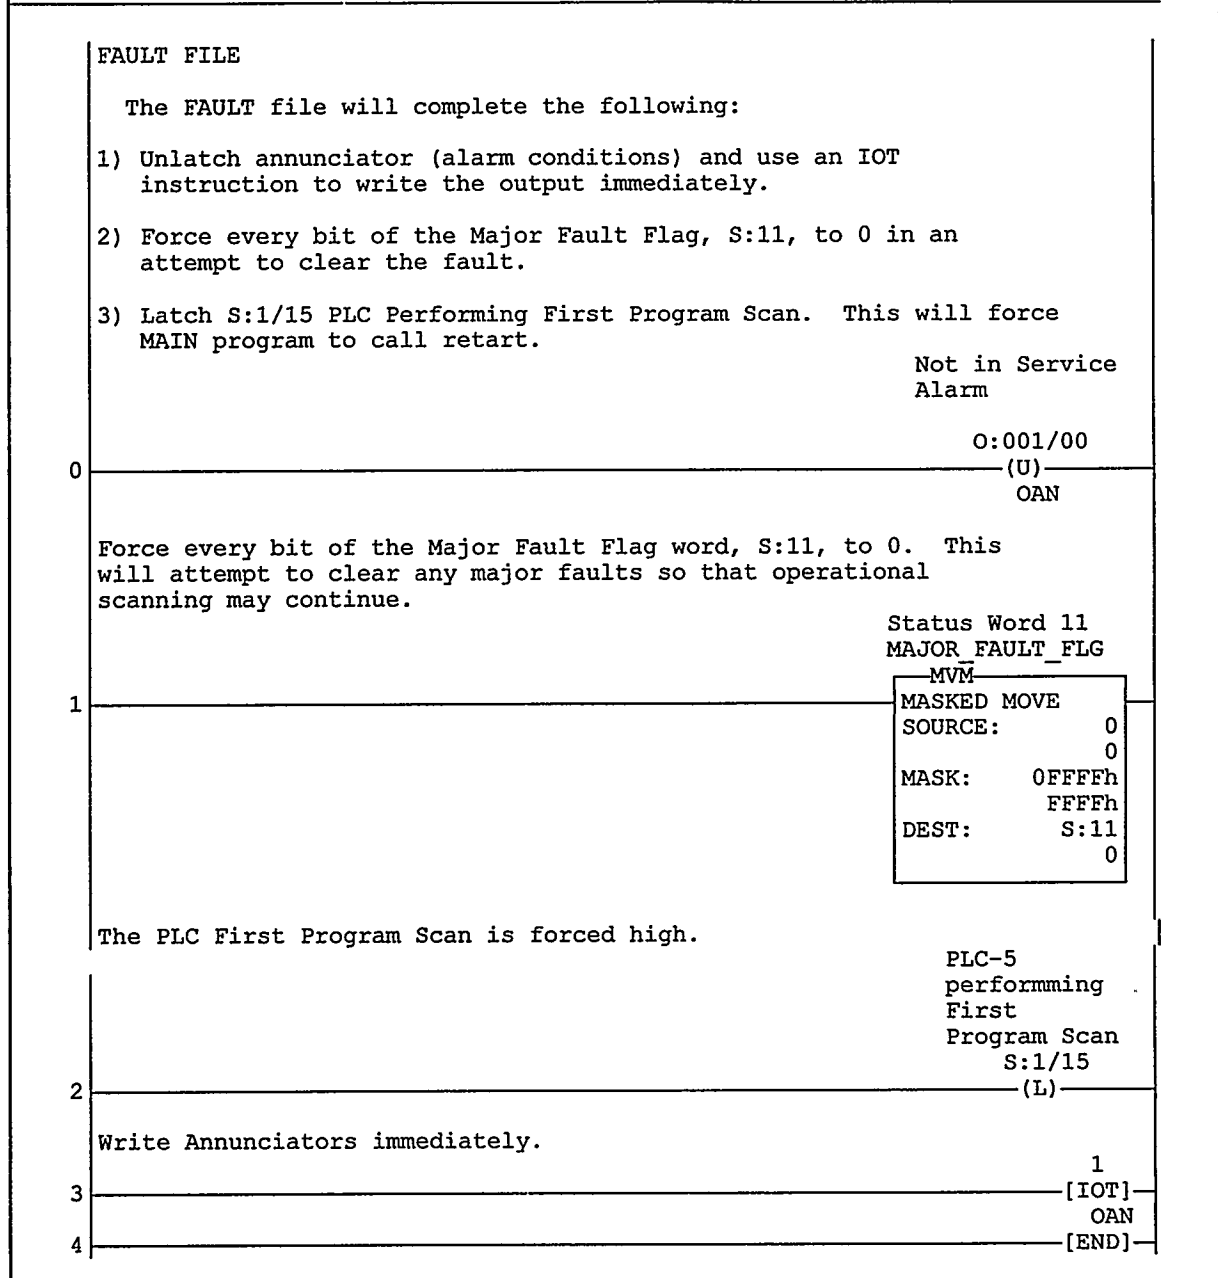 FAULT FILE
The FAULT file will complete the following:
1) Unlatch annunciator (alarm conditions) and use an IOT
instruction to write the output immediately.
2) Force every bit of the Major Fault Flag, S:11, to 0 in an
attempt to clear the fault.
3) Latch S:1/15 PLC Performing First Program Scan. This will force
MAIN program to call retart.
Not in Service
Alarm
O:001/00
0 (U)
OAN
Force every bit of the Major Fault Flag word, S:11, to 0. This
will attempt to clear any major faults so that operational
scanning may continue.
Status Word 11
MAJOR_FAULT_FLG
MVM
1 MASKED MOVE
SOURCE: 0
0
MASK: 0FFFFh
FFFFh
DEST: S:11
0
The PLC First Program Scan is forced high.
PLC-5
performming
First
Program Scan
S:1/15
2 (L)
Write Annunciators immediately.
1
3 [IOT]
OAN
4 [END]